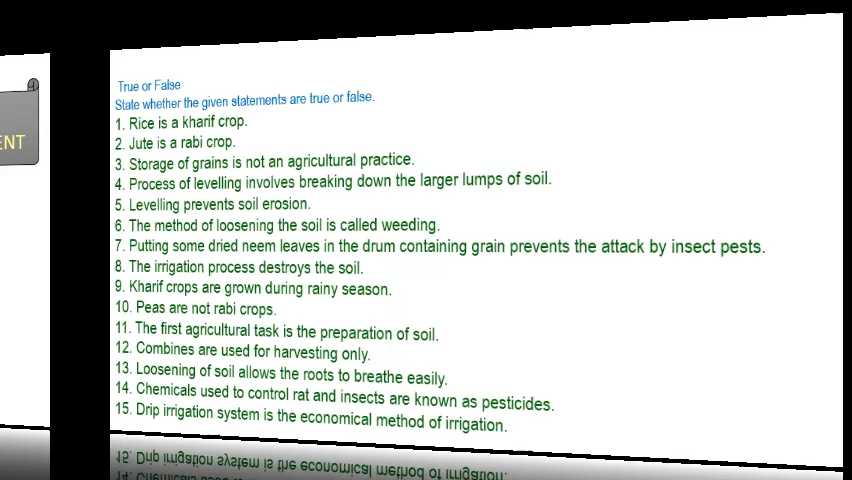 ENT
True or False
State whether the given statements are true or false.
1. Rice is a kharif crop.
2. Jute is a rabi crop.
3. Storage of grains is not an agricultural practice.
4. Process of levelling involves breaking down the larger lumps of soil.
5. Levelling prevents soil erosion.
6. The method of loosening the soil is called weeding.
7. Putting some dried neem leaves in the drum containing grain prevents the attack by insect pests.
8. The irrigation process destroys the soil.
9. Kharif crops are grown during rainy season.
10. Peas are not rabi crops.
11. The first agricultural task is the preparation of soil.
12. Combines are used for harvesting only.
13. Loosening of soil allows the roots to breathe easily.
14. Chemicals used to control rat and insects are known as pesticides.
15. Drip irrigation system is the economical method of irrigation.